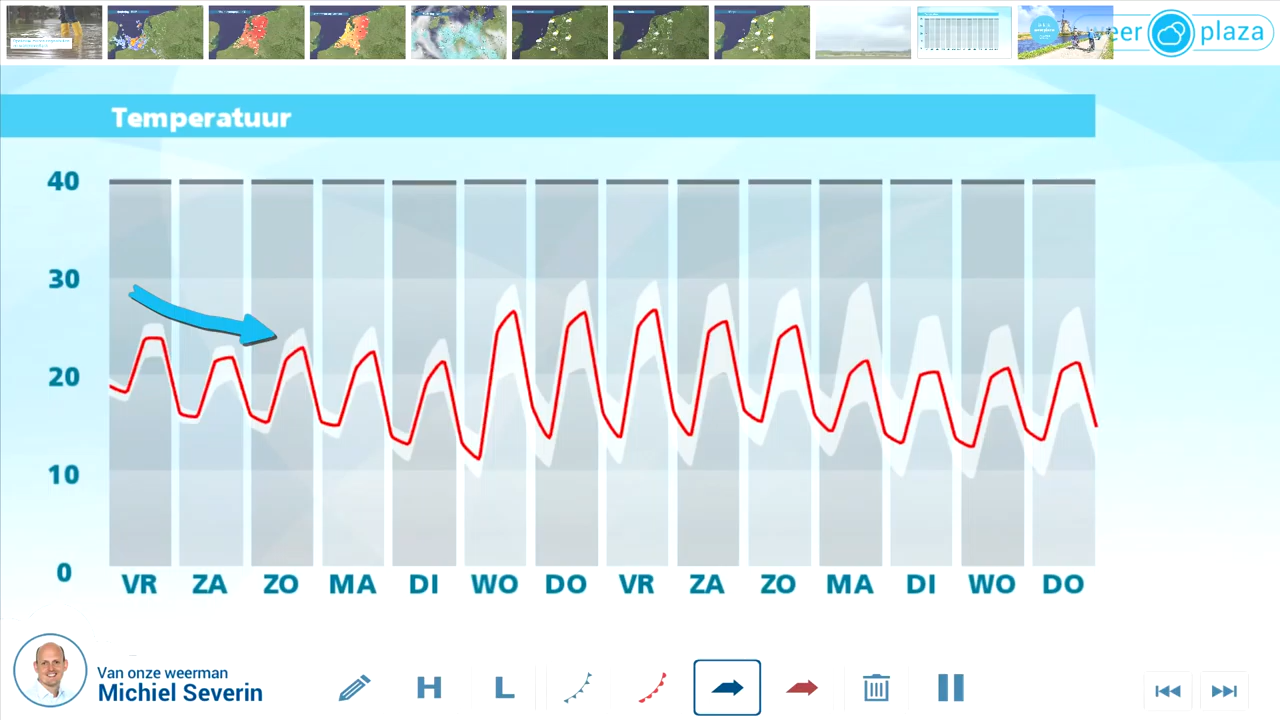 eer plaza
Temperatuur
40
30
20
10
0
VR ZA ZO MA DI WO DO VR ZA ZO MA DI WO DO
Van onze weerman
Michiel Severin
H L